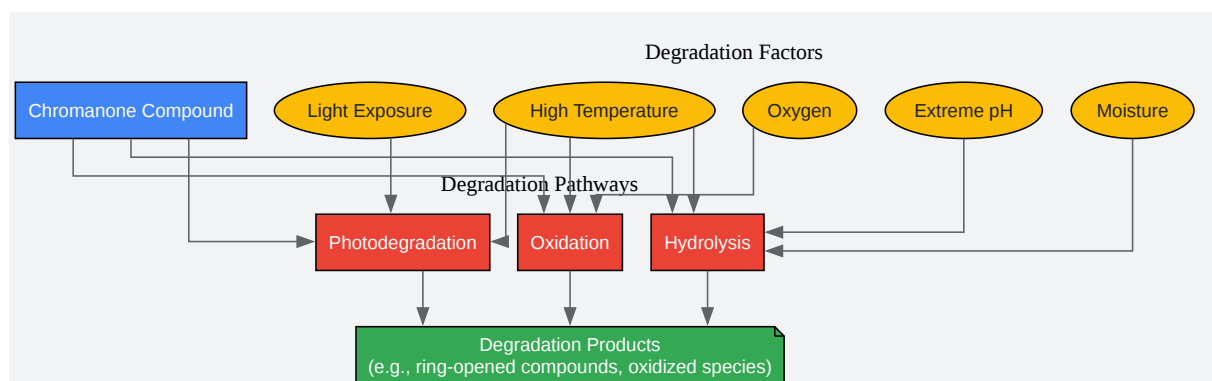 Degradation Factors
Chromanone Compound
Light Exposure
High Temperature
Oxygen
Extreme pH
Moisture
Degradation Pathways
Photodegradation
Oxidation
Hydrolysis
Degradation Products
(e.g., ring-opened compounds, oxidized species)